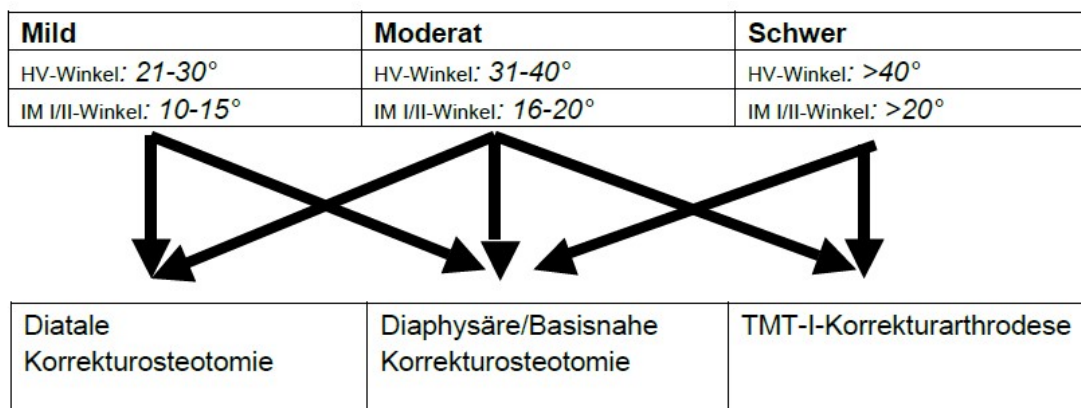 Mild Moderat Schwer
HV-Winkel: 21-30° HV-Winkel: 31-40° HV-Winkel: >40°
IM I/II-Winkel: 10-15° IM I/II-Winkel: 16-20° IM I/II-Winkel: >20°
Diatale Diaphysäre/Basisnahe TMT-I-Korrekturarthrodese
Korrekturosteotomie Korrekturosteotomie